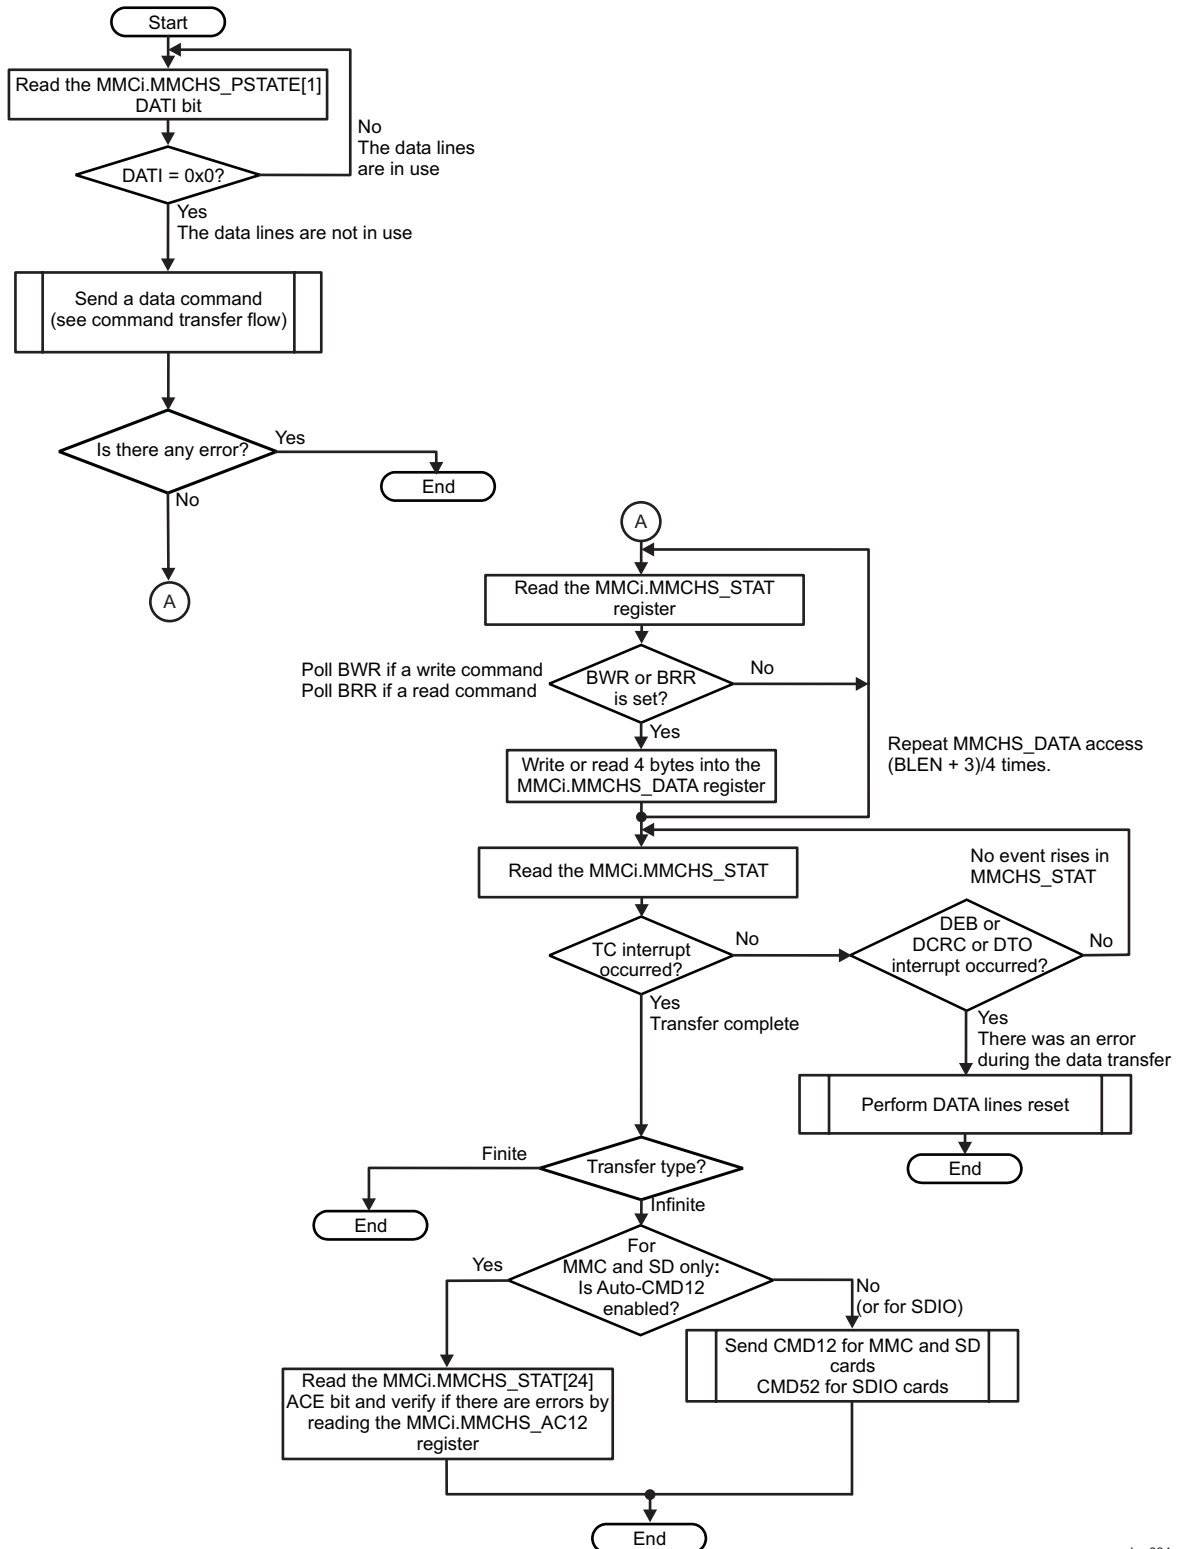 Start
Read the MMCi.MMCHS_PSTATE[1]
DATI bit
No
The data lines
are in use
DATI = 0x0?
Yes
The data lines are not in use
Send a data command
(see command transfer flow)
Is there any error?
Yes
End
No
A
A
Read the MMCi.MMCHS_STAT
register
Poll BWR if a write command
Poll BRR if a read command
BWR or BRR
is set?
No
Yes
Repeat MMCHS_DATA access
(BLEN + 3)/4 times.
Write or read 4 bytes into the
MMCi.MMCHS_DATA register
Read the MMCi.MMCHS_STAT
No event rises in
MMCHS_STAT
TC interrupt
occurred?
No
DEB or
DCRC or DTO
interrupt occurred?
No
Yes
Transfer complete
Yes
There was an error
during the data transfer
Perform DATA lines reset
End
Transfer type?
Finite
End
Infinite
For
MMC and SD only:
Is Auto-CMD12
enabled?
Yes
No
(or for SDIO)
Send CMD12 for MMC and SD
cards
CMD52 for SDIO cards
Read the MMCi.MMCHS_STAT[24]
ACE bit and verify if there are errors by
reading the MMCi.MMCHS_AC12
register
End